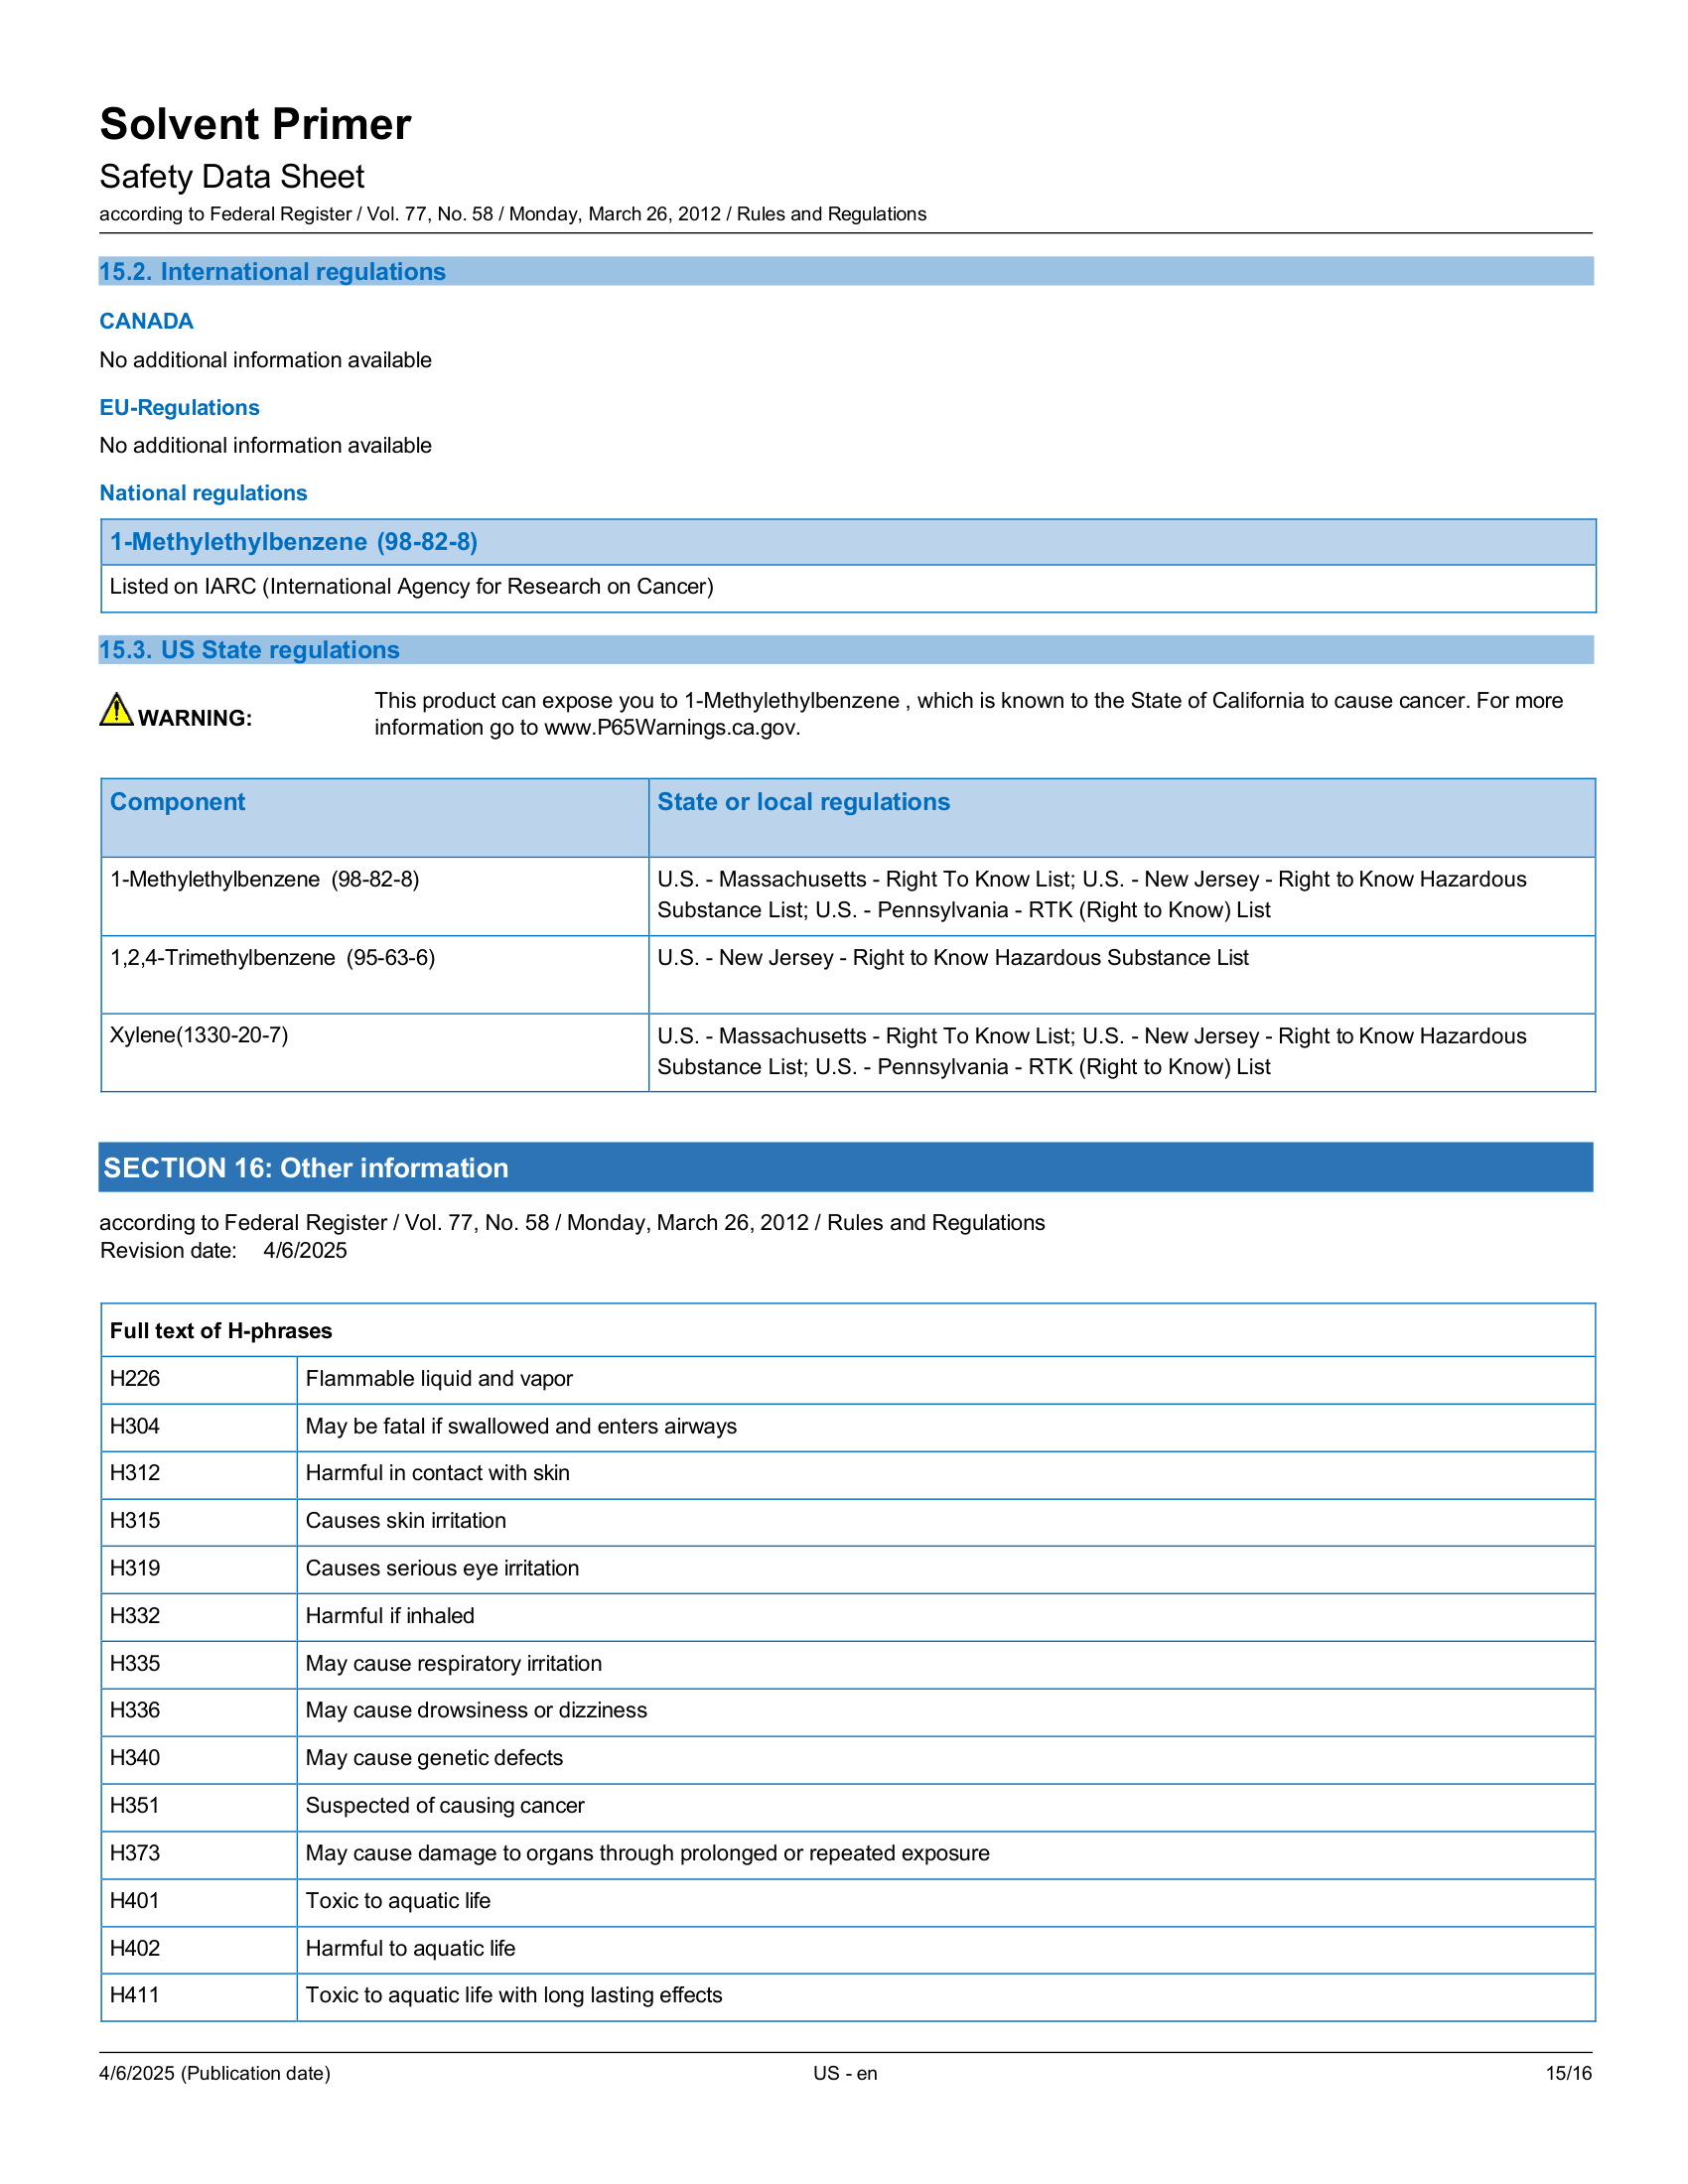 Solvent Primer
Safety Data Sheet
according to Federal Register / Vol. 77, No. 58 / Monday, March 26, 2012 / Rules and Regulations
15.2. International regulations
CANADA
No additional information available
EU-Regulations
No additional information available
National regulations
1-Methylethylbenzene (98-82-8)
Listed on IARC (International Agency for Research on Cancer)
15.3. US State regulations
WARNING:
This product can expose you to 1-Methylethylbenzene , which is known to the State of California to cause cancer. For more
information go to www.P65Warnings.ca.gov.
Component State or local regulations
1-Methylethylbenzene (98-82-8) U.S. - Massachusetts - Right To Know List; U.S. - New Jersey - Right to Know Hazardous
Substance List; U.S. - Pennsylvania - RTK (Right to Know) List
1,2,4-Trimethylbenzene (95-63-6) U.S. - New Jersey - Right to Know Hazardous Substance List
Xylene(1330-20-7) U.S. - Massachusetts - Right To Know List; U.S. - New Jersey - Right to Know Hazardous
Substance List; U.S. - Pennsylvania - RTK (Right to Know) List
SECTION 16: Other information
according to Federal Register / Vol. 77, No. 58 / Monday, March 26, 2012 / Rules and Regulations
Revision date: 4/6/2025
Full text of H-phrases
H226 Flammable liquid and vapor
H304 May be fatal if swallowed and enters airways
H312 Harmful in contact with skin
H315 Causes skin irritation
H319 Causes serious eye irritation
H332 Harmful if inhaled
H335 May cause respiratory irritation
H336 May cause drowsiness or dizziness
H340 May cause genetic defects
H351 Suspected of causing cancer
H373 May cause damage to organs through prolonged or repeated exposure
H401 Toxic to aquatic life
H402 Harmful to aquatic life
H411 Toxic to aquatic life with long lasting effects
4/6/2025 (Publication date) US - en 15/16